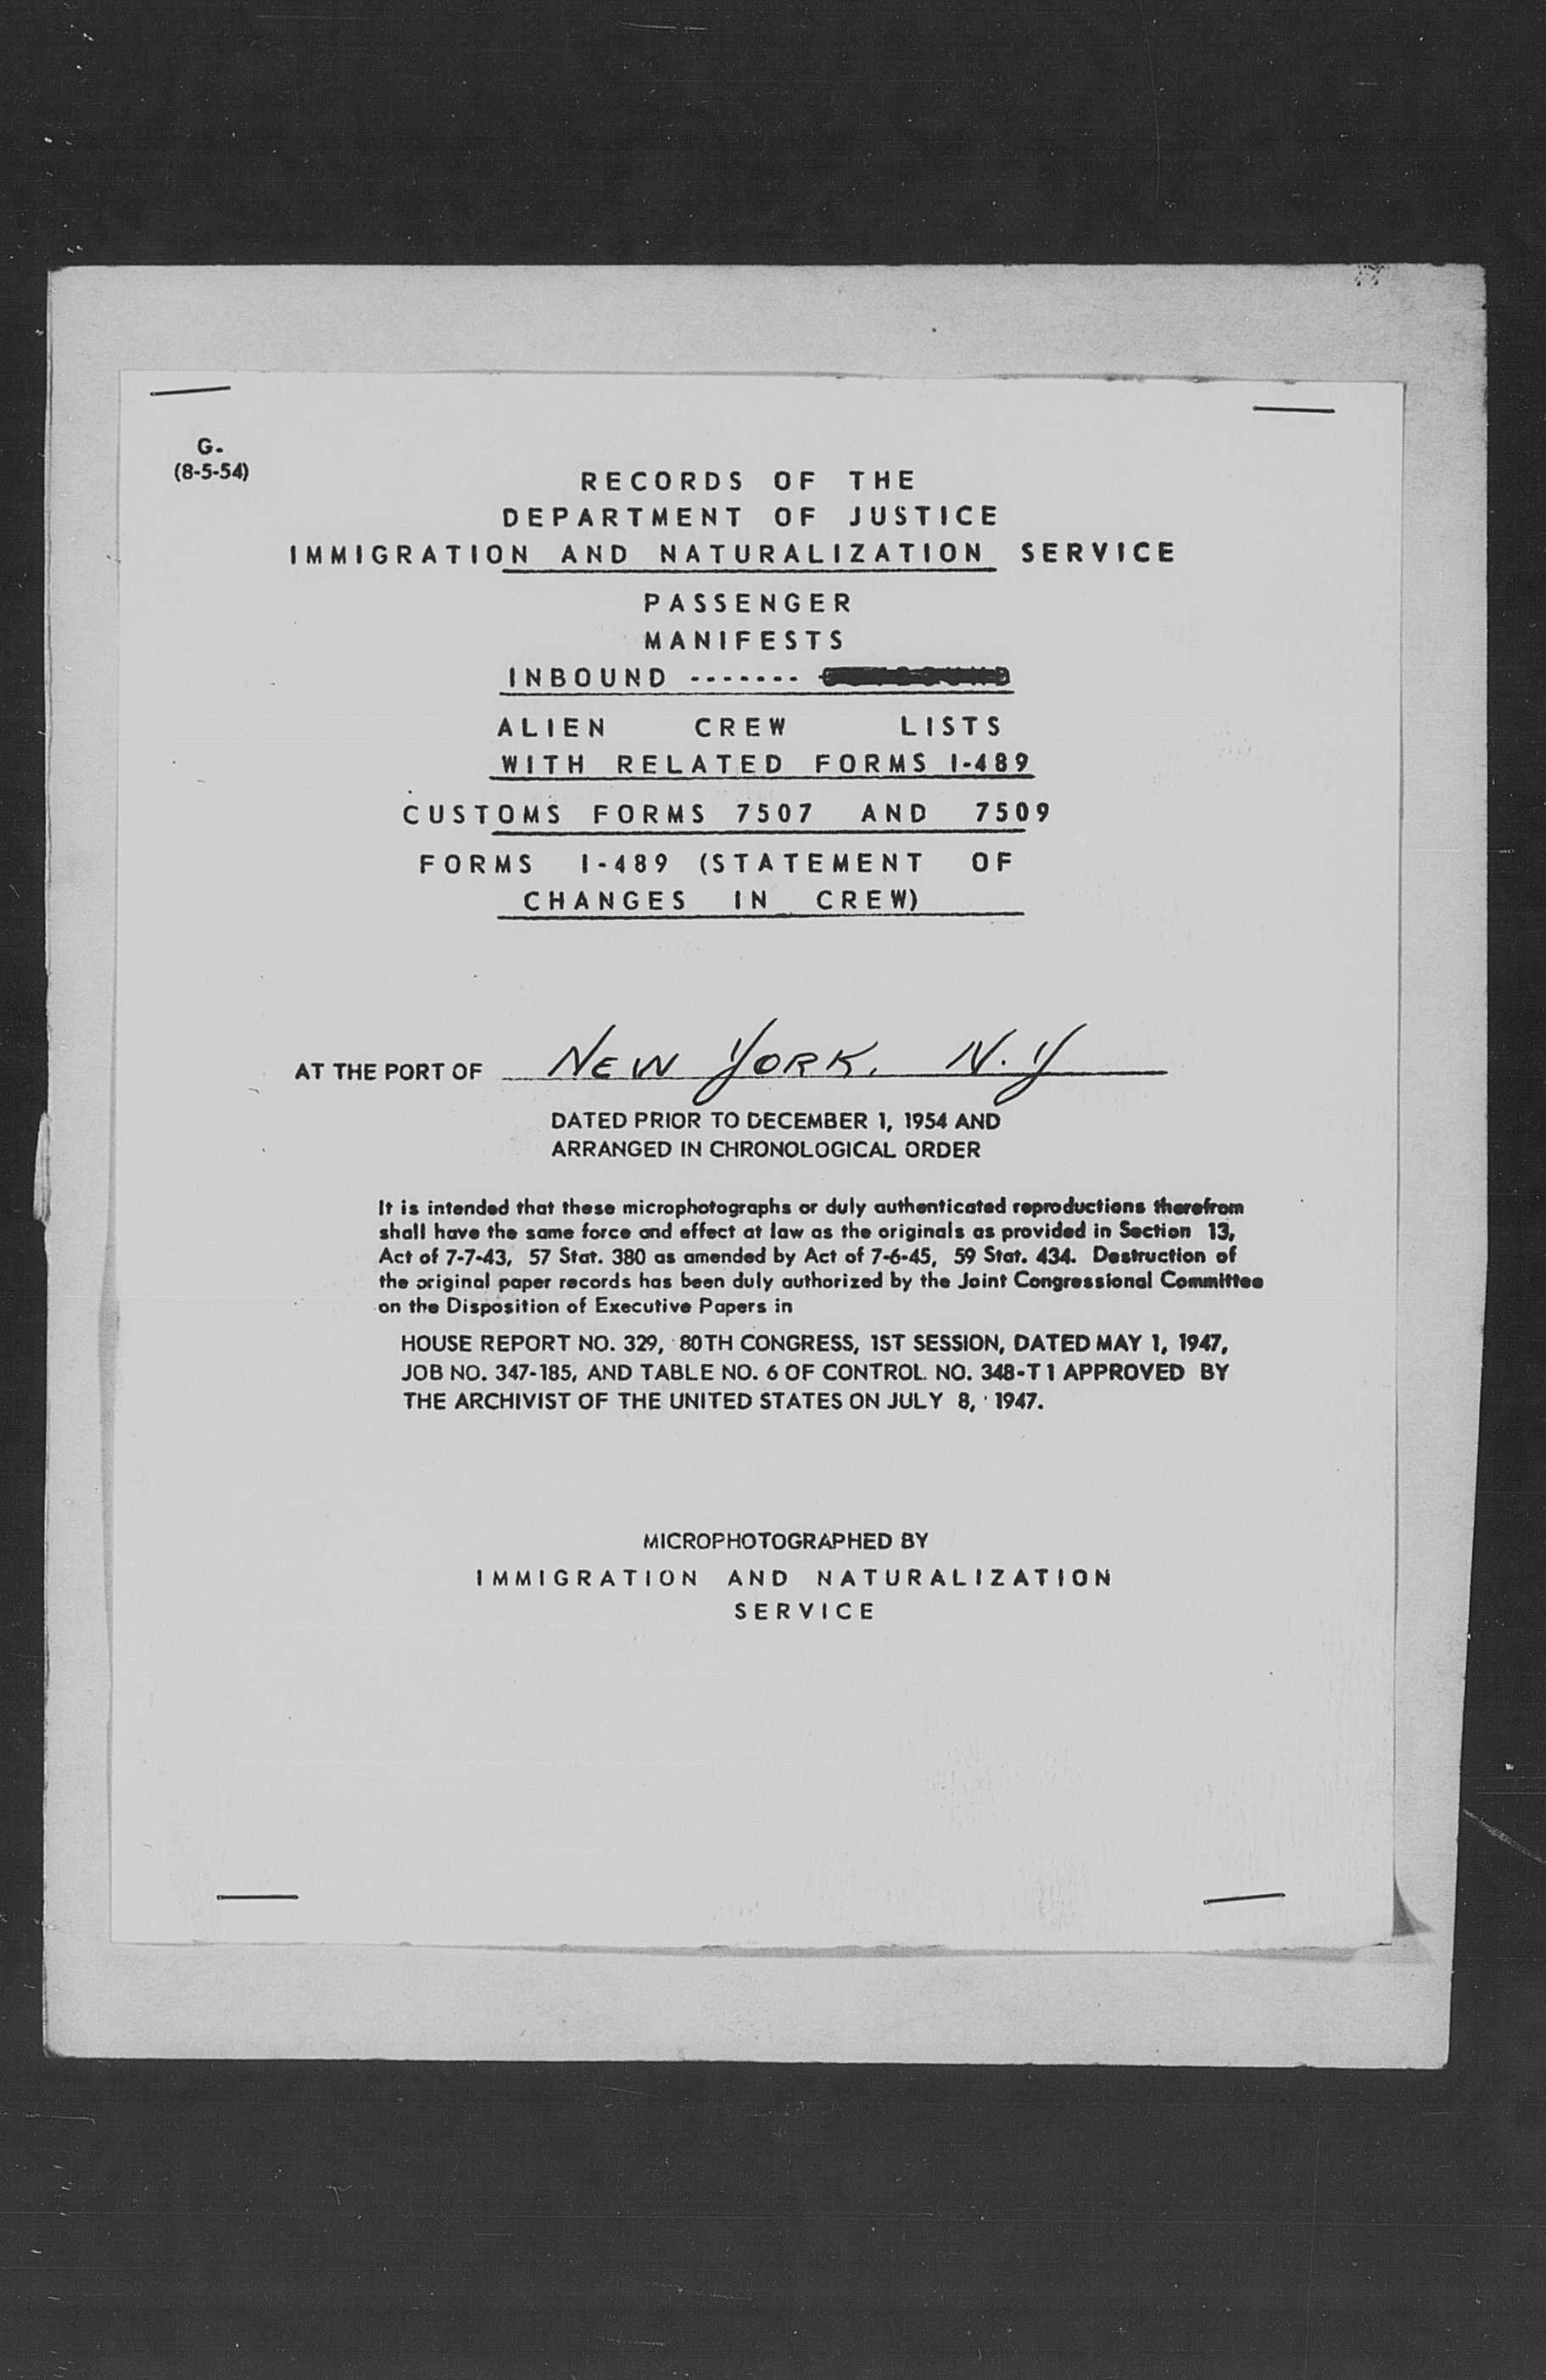 G.
(8-5-54)
RECORDS OF THE
DEPARTMENT OF JUSTICE
IMMIGRATION AND NATURALIZATION SERVICE
PASSENGER
MANIFESTS
INBOUND -------
ALIEN CREW LISTS
WITH RELATED FORMS I-489
CUSTOMS FORMS 7507 AND 7509
FORMS I-489 (STATEMENT OF
CHANGES IN CREW)
AT THE PORT OF NEW YORK, N.Y
DATED PRIOR TO DECEMBER 1, 1954 AND
ARRANGED IN CHRONOLOGICAL ORDER
It is intended that these microphotographs or duly authenticated reproductions therefrom
shall have the same force and effect at law as the originals as provided in Section 13,
Act of 7-7-43, 57 Stat. 380 as amended by Act of 7-6-45, 59 Stat. 434. Destruction of
the original paper records has been duly authorized by the Joint Congressional Committee
on the Disposition of Executive Papers in
HOUSE REPORT NO. 329, 80TH CONGRESS, 1ST SESSION, DATED MAY 1, 1947,
JOB NO. 347-185, AND TABLE NO. 6 OF CONTROL NO. 348-T1 APPROVED BY
THE ARCHIVIST OF THE UNITED STATES ON JULY 8, 1947.
MICROPHOTOGRAPHED BY
IMMIGRATION AND NATURALIZATION
SERVICE